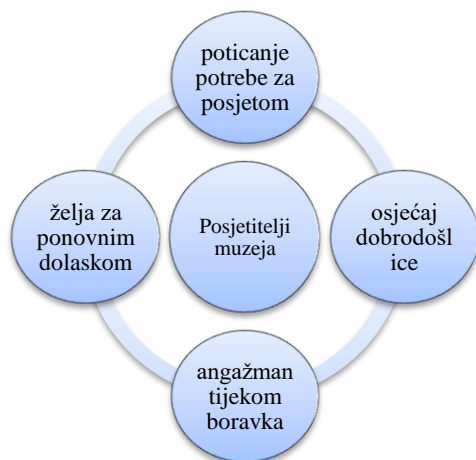 poticanje
potrebe za
posjetom
želja za
ponovnim
dolaskom
Posjetitelji
muzeja
osjećaj
dobrodošl
ice
angažman
tijekom
boravka